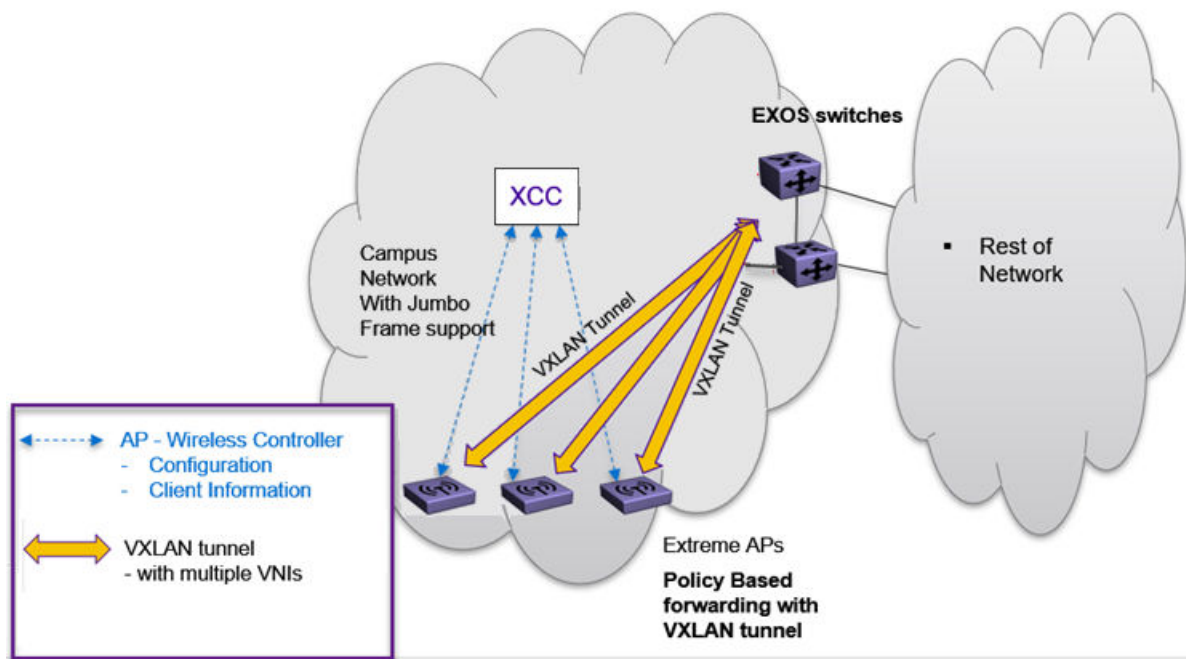 EXOS switches
XCC
Campus
Network
With Jumbo
Frame support
▪ Rest of
Network
VXLAN Tunnel
VXLAN Tunnel
AP - Wireless Controller
- Configuration
- Client Information
VXLAN tunnel
- with multiple VNIs
Extreme APs
Policy Based
forwarding with
VXLAN tunnel